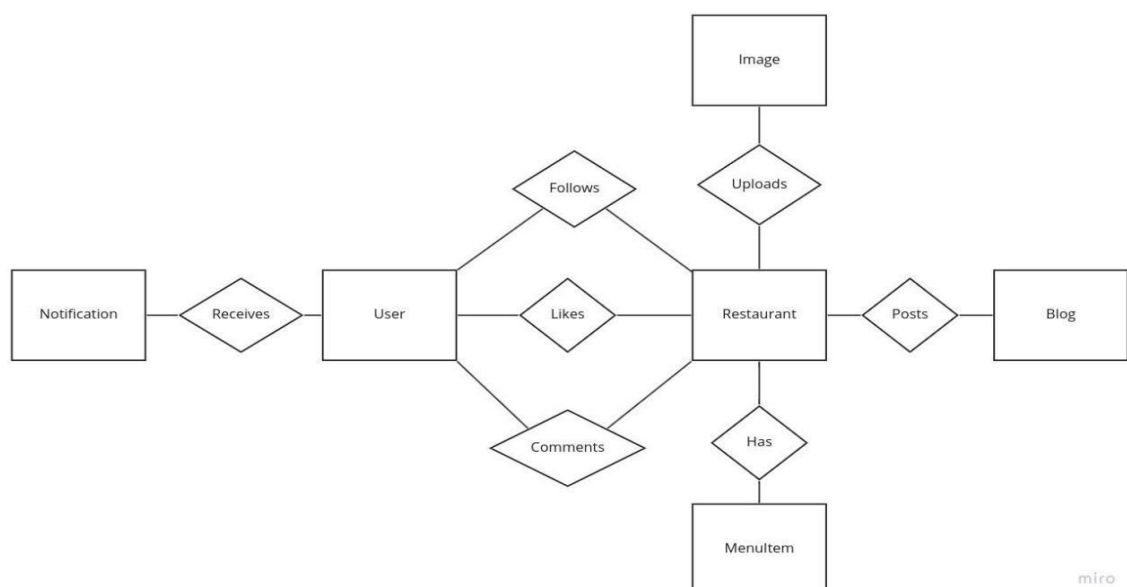 Image
Uploads
Follows
Notification
Receives
User
Likes
Restaurant
Posts
Blog
Comments
Has
MenuItem
miro